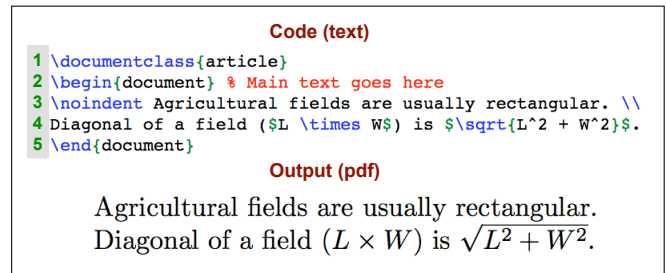 Code (text)
1 \documentclass{article}
2 \begin{document} % Main text goes here
3 \noindent Agricultural fields are usually rectangular. \\
4 Diagonal of a field ($L \times W$) is $\sqrt{L^2 + W^2}$.
5 \end{document}
Output (pdf)
Agricultural fields are usually rectangular.
Diagonal of a field (L × W) is √L² + W².